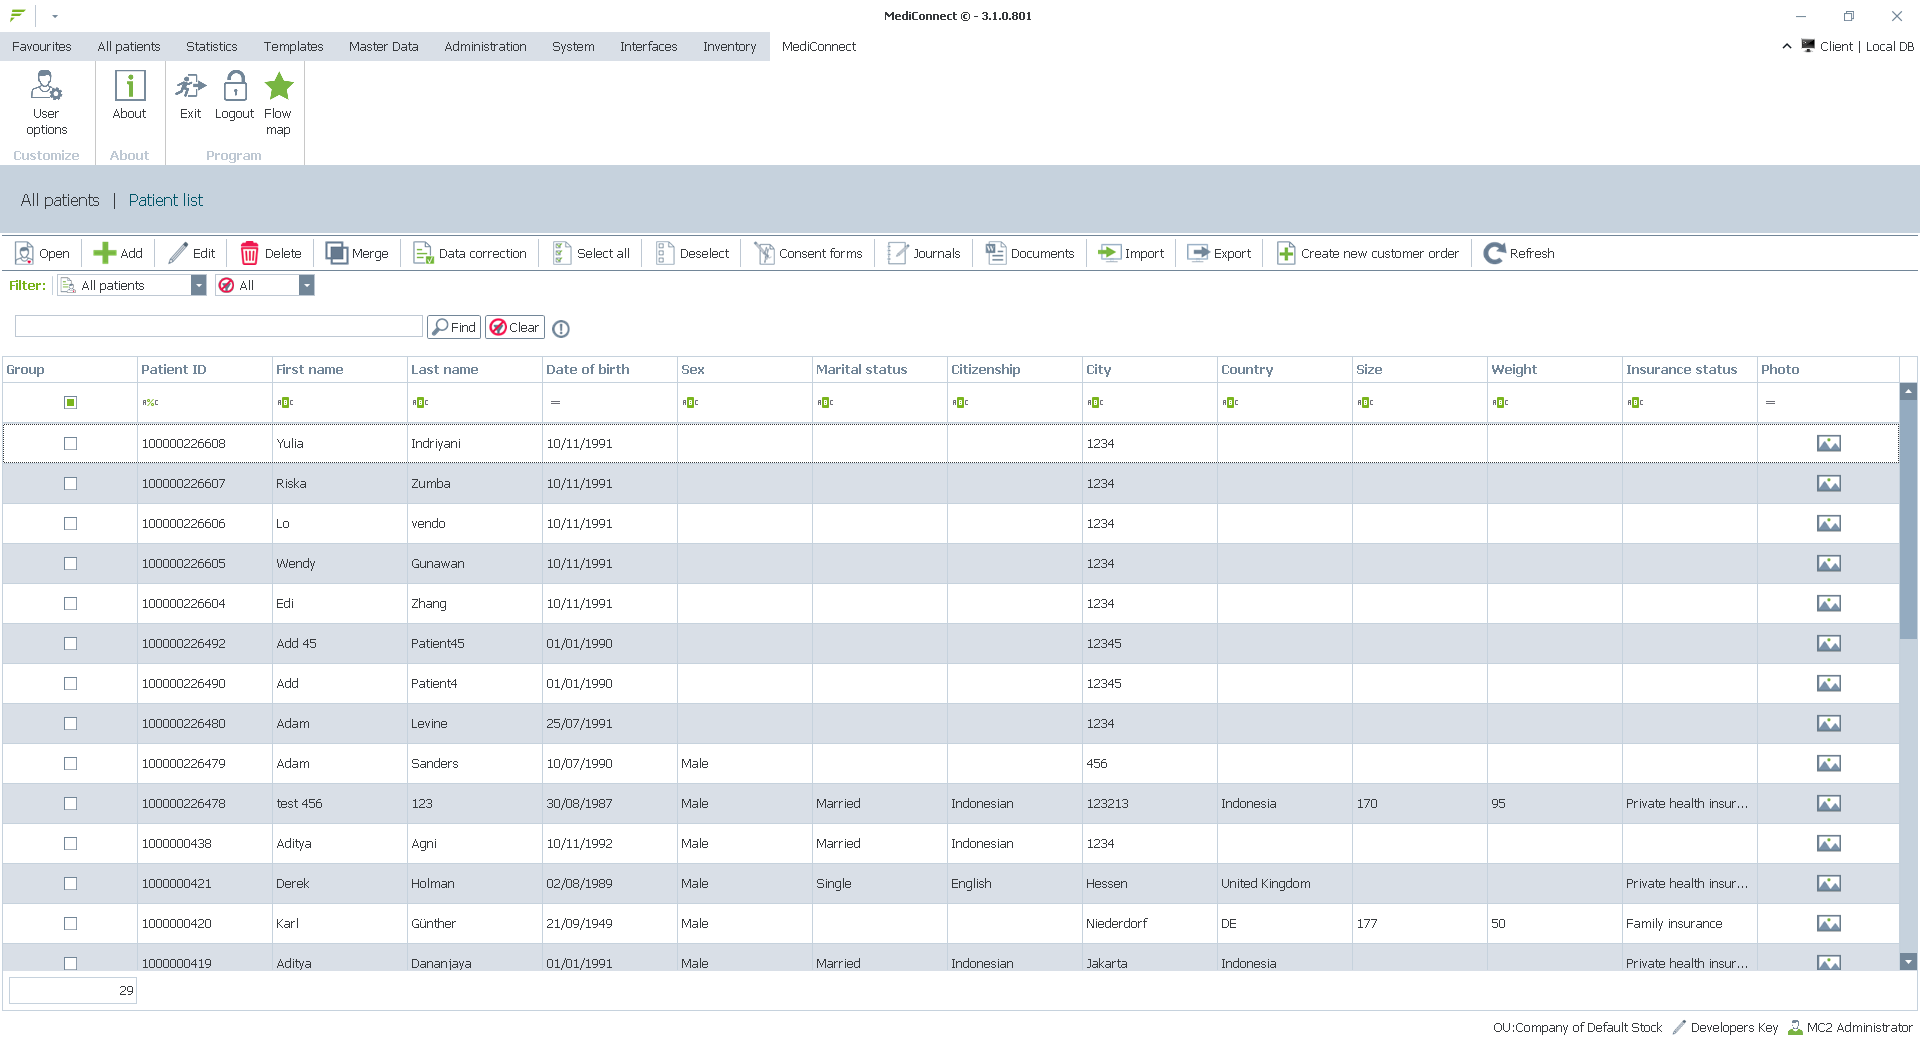 MediConnect © - 3.1.0.801
Favourites All patients Statistics Templates Master Data Administration System Interfaces Inventory MediConnect Client | Local DB
User options About Exit Logout Flow map
Customize About Program
All patients | Patient list
Open Add Edit Delete Merge Data correction Select all Deselect Consent forms Journals Documents Import Export Create new customer order Refresh
Filter: All patients All
Find Clear
Group Patient ID First name Last name Date of birth Sex Marital status Citizenship City Country Size Weight Insurance status Photo
A%C ABC ABC = ABC ABC ABC ABC ABC ABC ABC ABC =
100000226608 Yulia Indriyani 10/11/1991 1234
100000226607 Riska Zumba 10/11/1991 1234
100000226606 Lo vendo 10/11/1991 1234
100000226605 Wendy Gunawan 10/11/1991 1234
100000226604 Edi Zhang 10/11/1991 1234
100000226492 Add 45 Patient45 01/01/1990 12345
100000226490 Add Patient4 01/01/1990 12345
100000226480 Adam Levine 25/07/1991 1234
100000226479 Adam Sanders 10/07/1990 Male 456
100000226478 test 456 123 30/08/1987 Male Married Indonesian 123213 Indonesia 170 95 Private health insur...
1000000438 Aditya Agni 10/11/1992 Male Married Indonesian 1234
1000000421 Derek Holman 02/08/1989 Male Single English Hessen United Kingdom Private health insur...
1000000420 Karl Günther 21/09/1949 Male Niederdorf DE 177 50 Family insurance
1000000419 Aditya Dananjaya 01/01/1991 Male Married Indonesian Jakarta Indonesia Private health insur...
29
OU:Company of Default Stock Developers Key MC2 Administrator